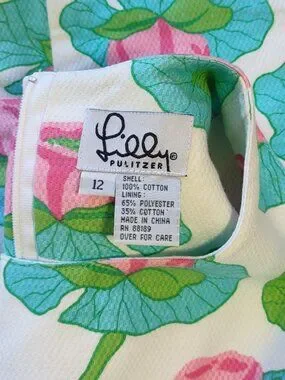 Lilly®
PULITZER
12
SHELL:
100% COTTON
LINING:
65% POLYESTER
35% COTTON
MADE IN CHINA
RN 88189
OVER FOR CARE